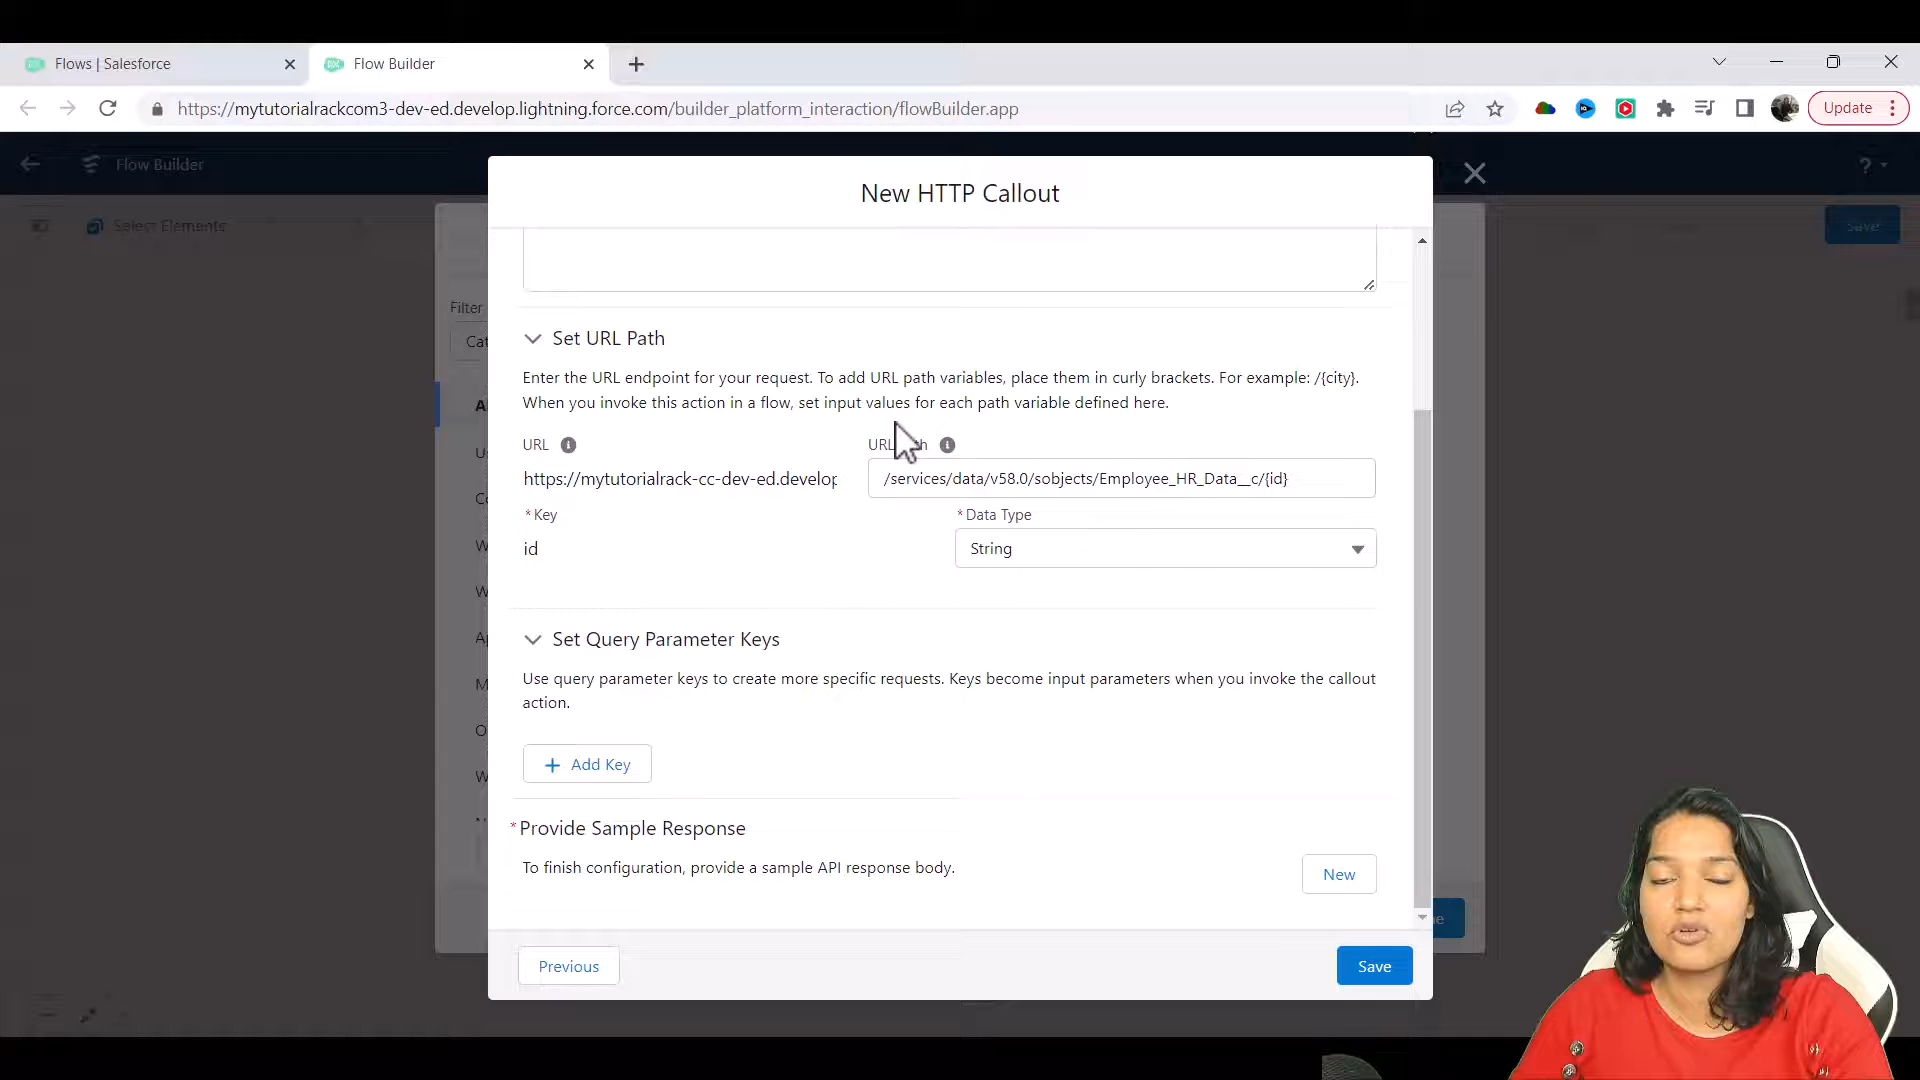 Flows | Salesforce
Flow Builder
https://mytutorialrackcom3-dev-ed.develop.lightning.force.com/builder_platform_interaction/flowBuilder.app
Update
Flow Builder
?
Select Elements
Save
New HTTP Callout
Filter
Set URL Path
Enter the URL endpoint for your request. To add URL path variables, place them in curly brackets. For example: /{city}.
When you invoke this action in a flow, set input values for each path variable defined here.
URL
URL
https://mytutorialrack-cc-dev-ed.develop
/services/data/v58.0/sobjects/Employee_HR_Data__c/{id}
* Key
* Data Type
id
String
Set Query Parameter Keys
Use query parameter keys to create more specific requests. Keys become input parameters when you invoke the callout
action.
+ Add Key
* Provide Sample Response
To finish configuration, provide a sample API response body.
New
Previous
Save